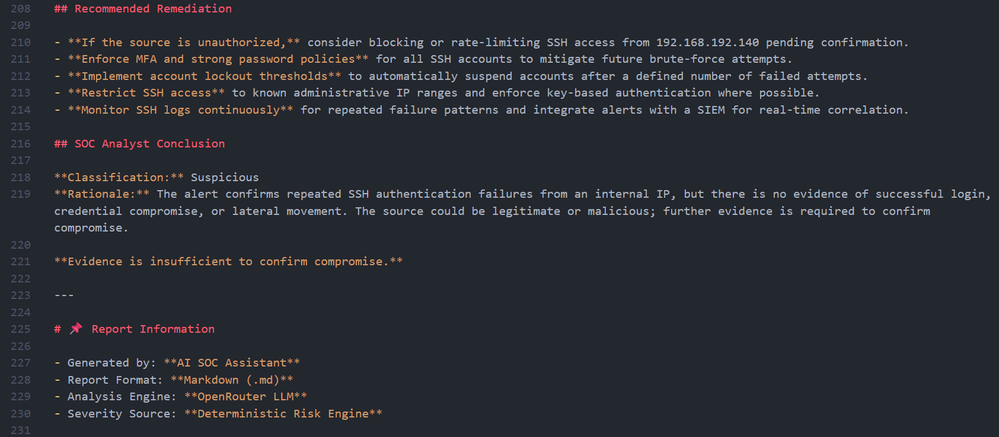 208 ## Recommended Remediation
209
210 - **If the source is unauthorized,** consider blocking or rate-limiting SSH access from 192.168.192.140 pending confirmation.
211 - **Enforce MFA and strong password policies** for all SSH accounts to mitigate future brute-force attempts.
212 - **Implement account lockout thresholds** to automatically suspend accounts after a defined number of failed attempts.
213 - **Restrict SSH access** to known administrative IP ranges and enforce key-based authentication where possible.
214 - **Monitor SSH logs continuously** for repeated failure patterns and integrate alerts with a SIEM for real-time correlation.
215
216 ## SOC Analyst Conclusion
217
218 **Classification:** Suspicious
219 **Rationale:** The alert confirms repeated SSH authentication failures from an internal IP, but there is no evidence of successful login,
credential compromise, or lateral movement. The source could be legitimate or malicious; further evidence is required to confirm
compromise.
220
221 **Evidence is insufficient to confirm compromise.**
222
223 ---
224
225 # 📌 Report Information
226
227 - Generated by: **AI SOC Assistant**
228 - Report Format: **Markdown (.md)**
229 - Analysis Engine: **OpenRouter LLM**
230 - Severity Source: **Deterministic Risk Engine**
231